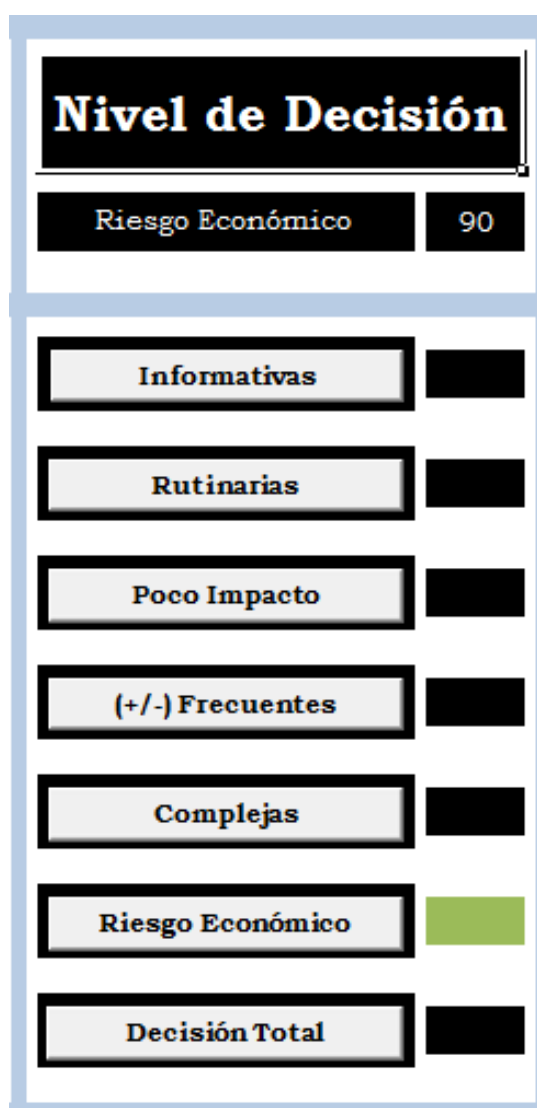 Nivel de Decisión
Riesgo Económico 90
Informativas
Rutinarias
Poco Impacto
(+/-) Frecuentes
Complejas
Riesgo Económico
Decisión Total